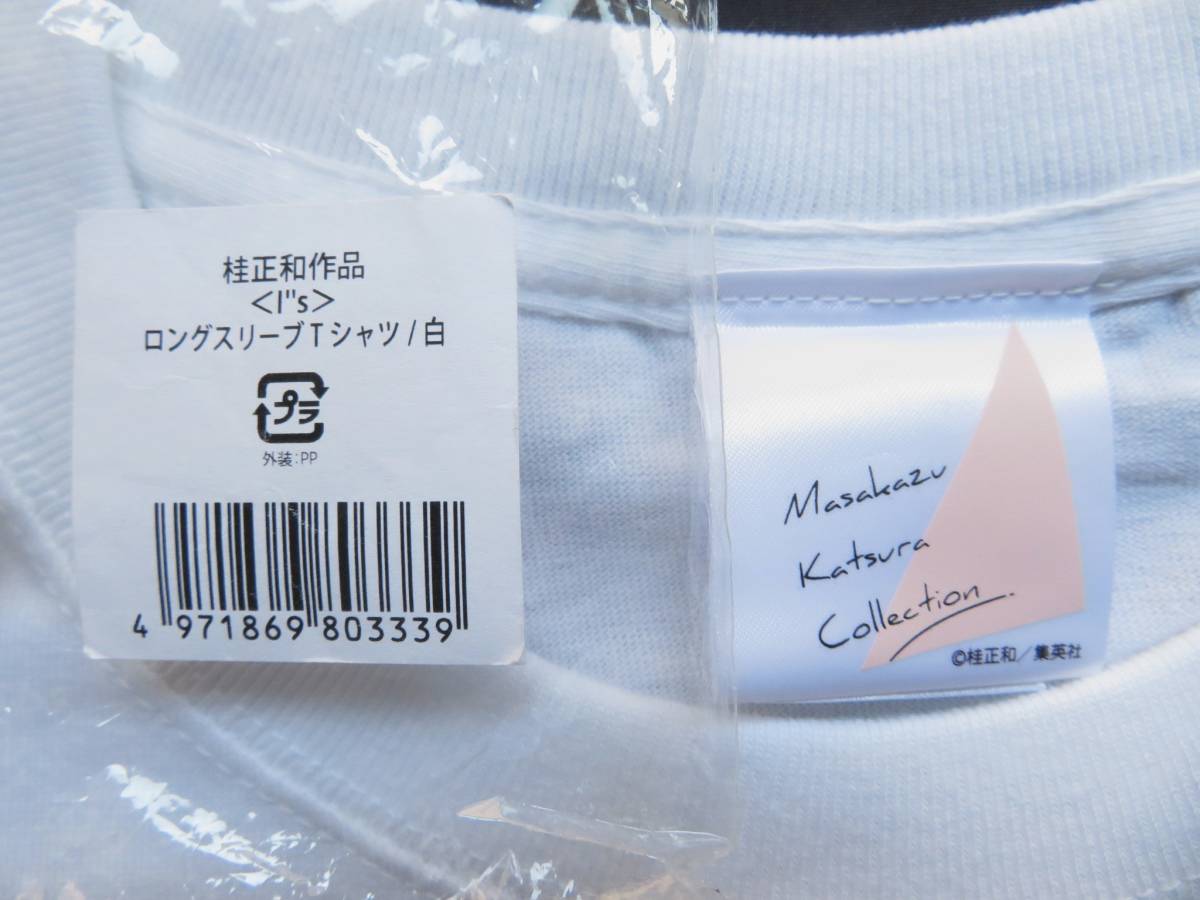 桂正和作品
<I"s>
ロングスリーブTシャツ/白
プラ
外装:PP
4 971869 803339
Masakazu
Katsura
Collection
©桂正和/集英社